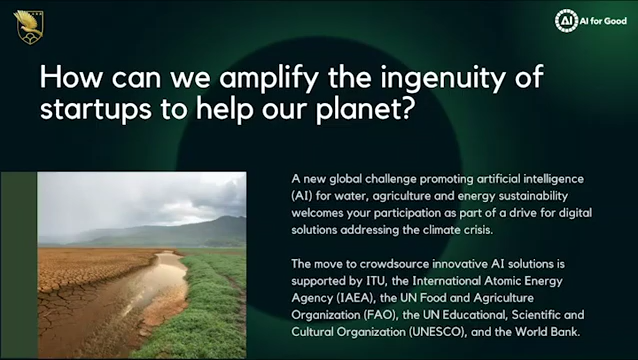 AI AI for Good
How can we amplify the ingenuity of
startups to help our planet?
A new global challenge promoting artificial intelligence
(AI) for water, agriculture and energy sustainability
welcomes your participation as part of a drive for digital
solutions addressing the climate crisis.
The move to crowdsource innovative AI solutions is
supported by ITU, the International Atomic Energy
Agency (IAEA), the UN Food and Agriculture
Organization (FAO), the UN Educational, Scientific and
Cultural Organization (UNESCO), and the World Bank.